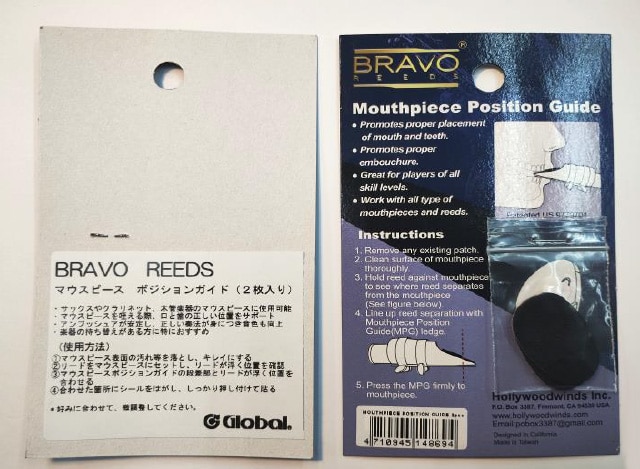 BRAVO REEDS
マウスピース ポジションガイド (2枚入り)
・サックスやクラリネット、木管楽器のマウスピースに使用可能
・マウスピースを咥える際、口と歯の正しい位置をサポート
・アンブッシュアが安定し、正しい奏法が身につき音色も向上
・楽器の持ち替えがある方に特におすすめ
(使用方法)
①マウスピース表面の汚れ等を落とし、キレイにする
②リードをマウスピースにセットし、リードが浮く位置を確認
③マウスピースポジションガイドの段差部とリードが浮く位置を
合わせる
④合わせた箇所にシールをはがし、しっかり押し付けて貼る
*好みに合わせて、微調整してください。
Global.
BRAVO®
REEDS
Mouthpiece Position Guide
• Promotes proper placement
of mouth and teeth.
• Promotes proper
embouchure.
• Great for players of all
skill levels.
• Work with all type of
mouthpieces and reeds.
Patented US
Instructions
1. Remove any existing patch.
2. Clean surface of mouthpiece
thoroughly.
3. Hold reed against mouthpiece
to see where reed separates
from the mouthpiece
(See figure below).
4. Line up reed separation with
Mouthpiece Position
Guide(MPG) ledge.
5. Press the MPG firmly to
mouthpiece.
MOUTHPIECE POSITION GUIDE
4 710945 148694
Hollywoodwinds Inc.
P.O. Box 3387, Fremont, CA 94539 USA
www.hollywoodwinds.com
Email:pcbox3387@gmail.com
Designed in California
Made in Taiwan